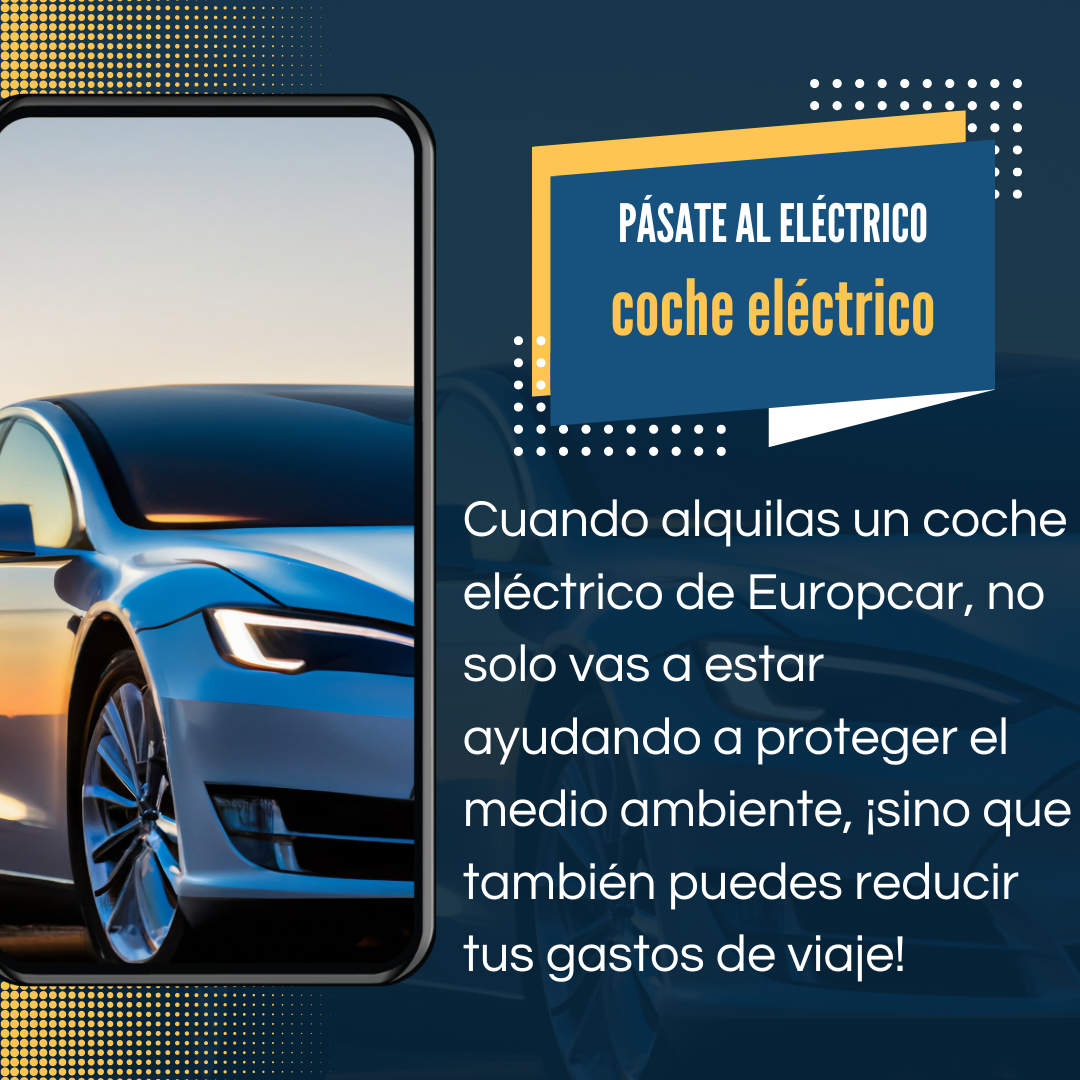 PÁSATE AL ELÉCTRICO
coche eléctrico
Cuando alquilas un coche
eléctrico de Europcar, no
solo vas a estar
ayudando a proteger el
medio ambiente, ¡sino que
también puedes reducir
tus gastos de viaje!